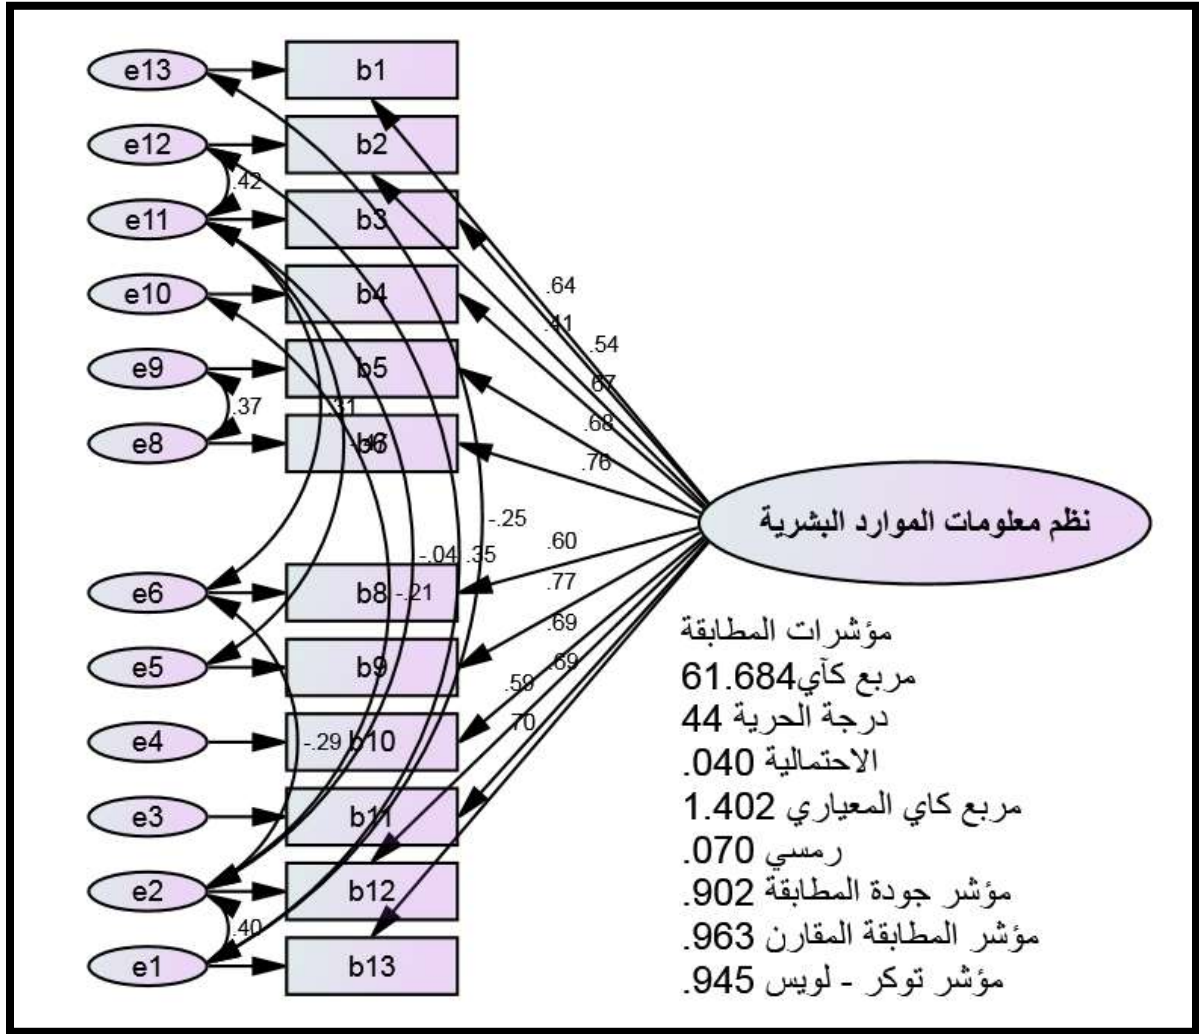 e13 b1
e12 b2
.42
e11 b3
.64
e10 b4
.41
.54
e9 b5
.67
.37
.31
.68
e8 b6
.76
-.25
.60
-.04
.35
e6 b8
-.21
.77
.69
e5 b9
.69
.59
.70
e4 b10
-.29
e3 b11
e2 b12
.40
e1 b13
نظم معلومات الموارد البشرية
مؤشرات المطابقة
مربع كآي61.684
درجة الحرية 44
الاحتمالية 040.
مربع كاي المعياري 1.402
رمسي 070.
مؤشر جودة المطابقة 902.
مؤشر المطابقة المقارن 963.
مؤشر توكر - لويس 945.